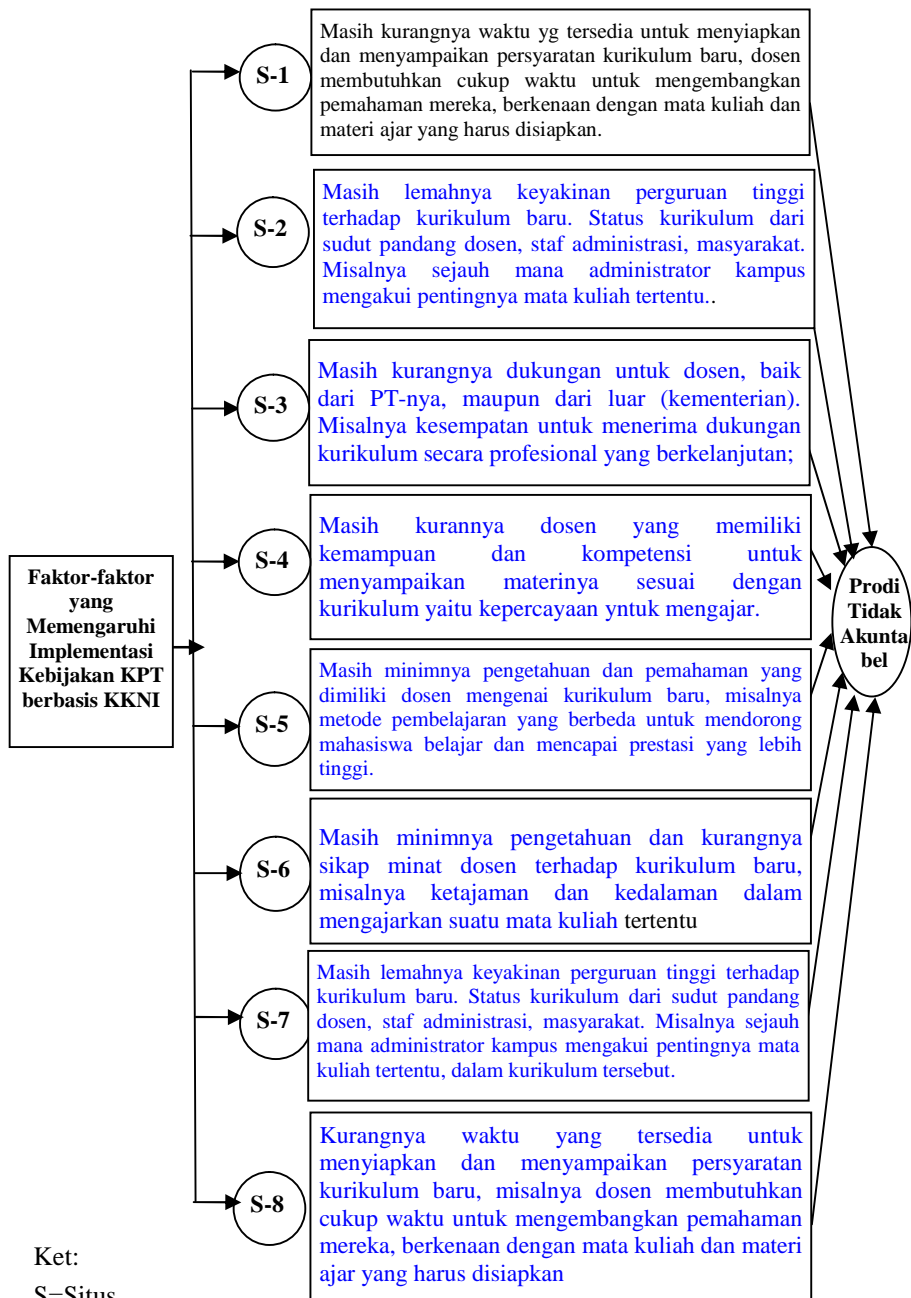 Masih kurangnya waktu yg tersedia untuk menyiapkan
dan menyampaikan persyaratan kurikulum baru, dosen
membutuhkan cukup waktu untuk mengembangkan
pemahaman mereka, berkenaan dengan mata kuliah dan
materi ajar yang harus disiapkan.
S-1
Masih lemahnya keyakinan perguruan tinggi
terhadap kurikulum baru. Status kurikulum dari
sudut pandang dosen, staf administrasi, masyarakat.
Misalnya sejauh mana administrator kampus
mengakui pentingnya mata kuliah tertentu..
S-2
Masih kurangnya dukungan untuk dosen, baik
dari PT-nya, maupun dari luar (kementerian).
Misalnya kesempatan untuk menerima dukungan
kurikulum secara profesional yang berkelanjutan;
S-3
Masih kurannya dosen yang memiliki
kemampuan dan kompetensi untuk
menyampaikan materinya sesuai dengan
kurikulum yaitu kepercayaan yntuk mengajar.
S-4
Faktor-faktor
yang
Memengaruhi
Implementasi
Kebijakan KPT
berbasis KKNI
Prodi
Tidak
Akunta
bel
Masih minimnya pengetahuan dan pemahaman yang
dimiliki dosen mengenai kurikulum baru, misalnya
metode pembelajaran yang berbeda untuk mendorong
mahasiswa belajar dan mencapai prestasi yang lebih
tinggi.
S-5
Masih minimnya pengetahuan dan kurangnya
sikap minat dosen terhadap kurikulum baru,
misalnya ketajaman dan kedalaman dalam
mengajarkan suatu mata kuliah tertentu
S-6
Masih lemahnya keyakinan perguruan tinggi terhadap
kurikulum baru. Status kurikulum dari sudut pandang
dosen, staf administrasi, masyarakat. Misalnya sejauh
mana administrator kampus mengakui pentingnya mata
kuliah tertentu, dalam kurikulum tersebut.
S-7
Kurangnya waktu yang tersedia untuk
menyiapkan dan menyampaikan persyaratan
kurikulum baru, misalnya dosen membutuhkan
cukup waktu untuk mengembangkan pemahaman
mereka, berkenaan dengan mata kuliah dan materi
ajar yang harus disiapkan
S-8
Ket:
S=Situs